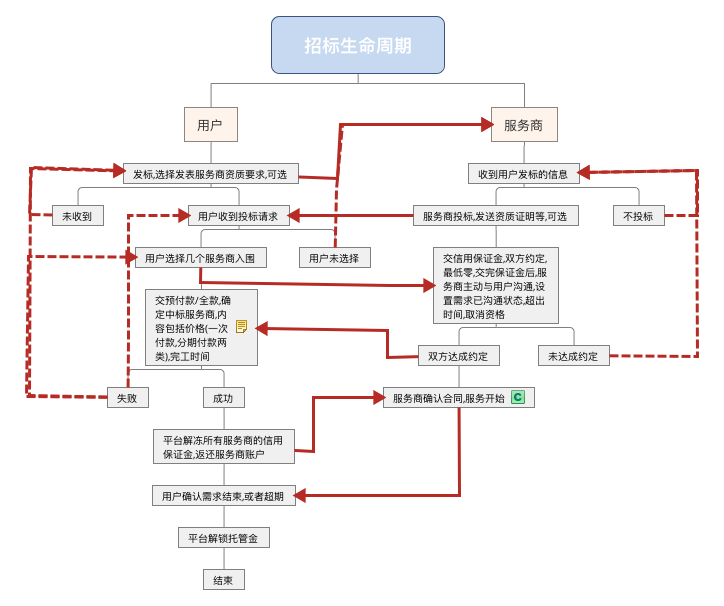 招标生命周期
用户
服务商
发标,选择发表服务商资质要求,可选
收到用户发标的信息
未收到
用户收到投标请求
服务商投标,发送资质证明等,可选
不投标
用户选择几个服务商入围
用户未选择
交信用保证金,双方约定,
最低零,交完保证金后,服
务商主动与用户沟通,设
置需求已沟通状态,超出
时间,取消资格
交预付款/全款,确
定中标服务商,内
容包括价格(一次
付款,分期付款两
类),完工时间
双方达成约定
未达成约定
失败
成功
服务商确认合同,服务开始
C
平台解冻所有服务商的信用
保证金,返还服务商账户
用户确认需求结束,或者超期
平台解锁托管金
结束